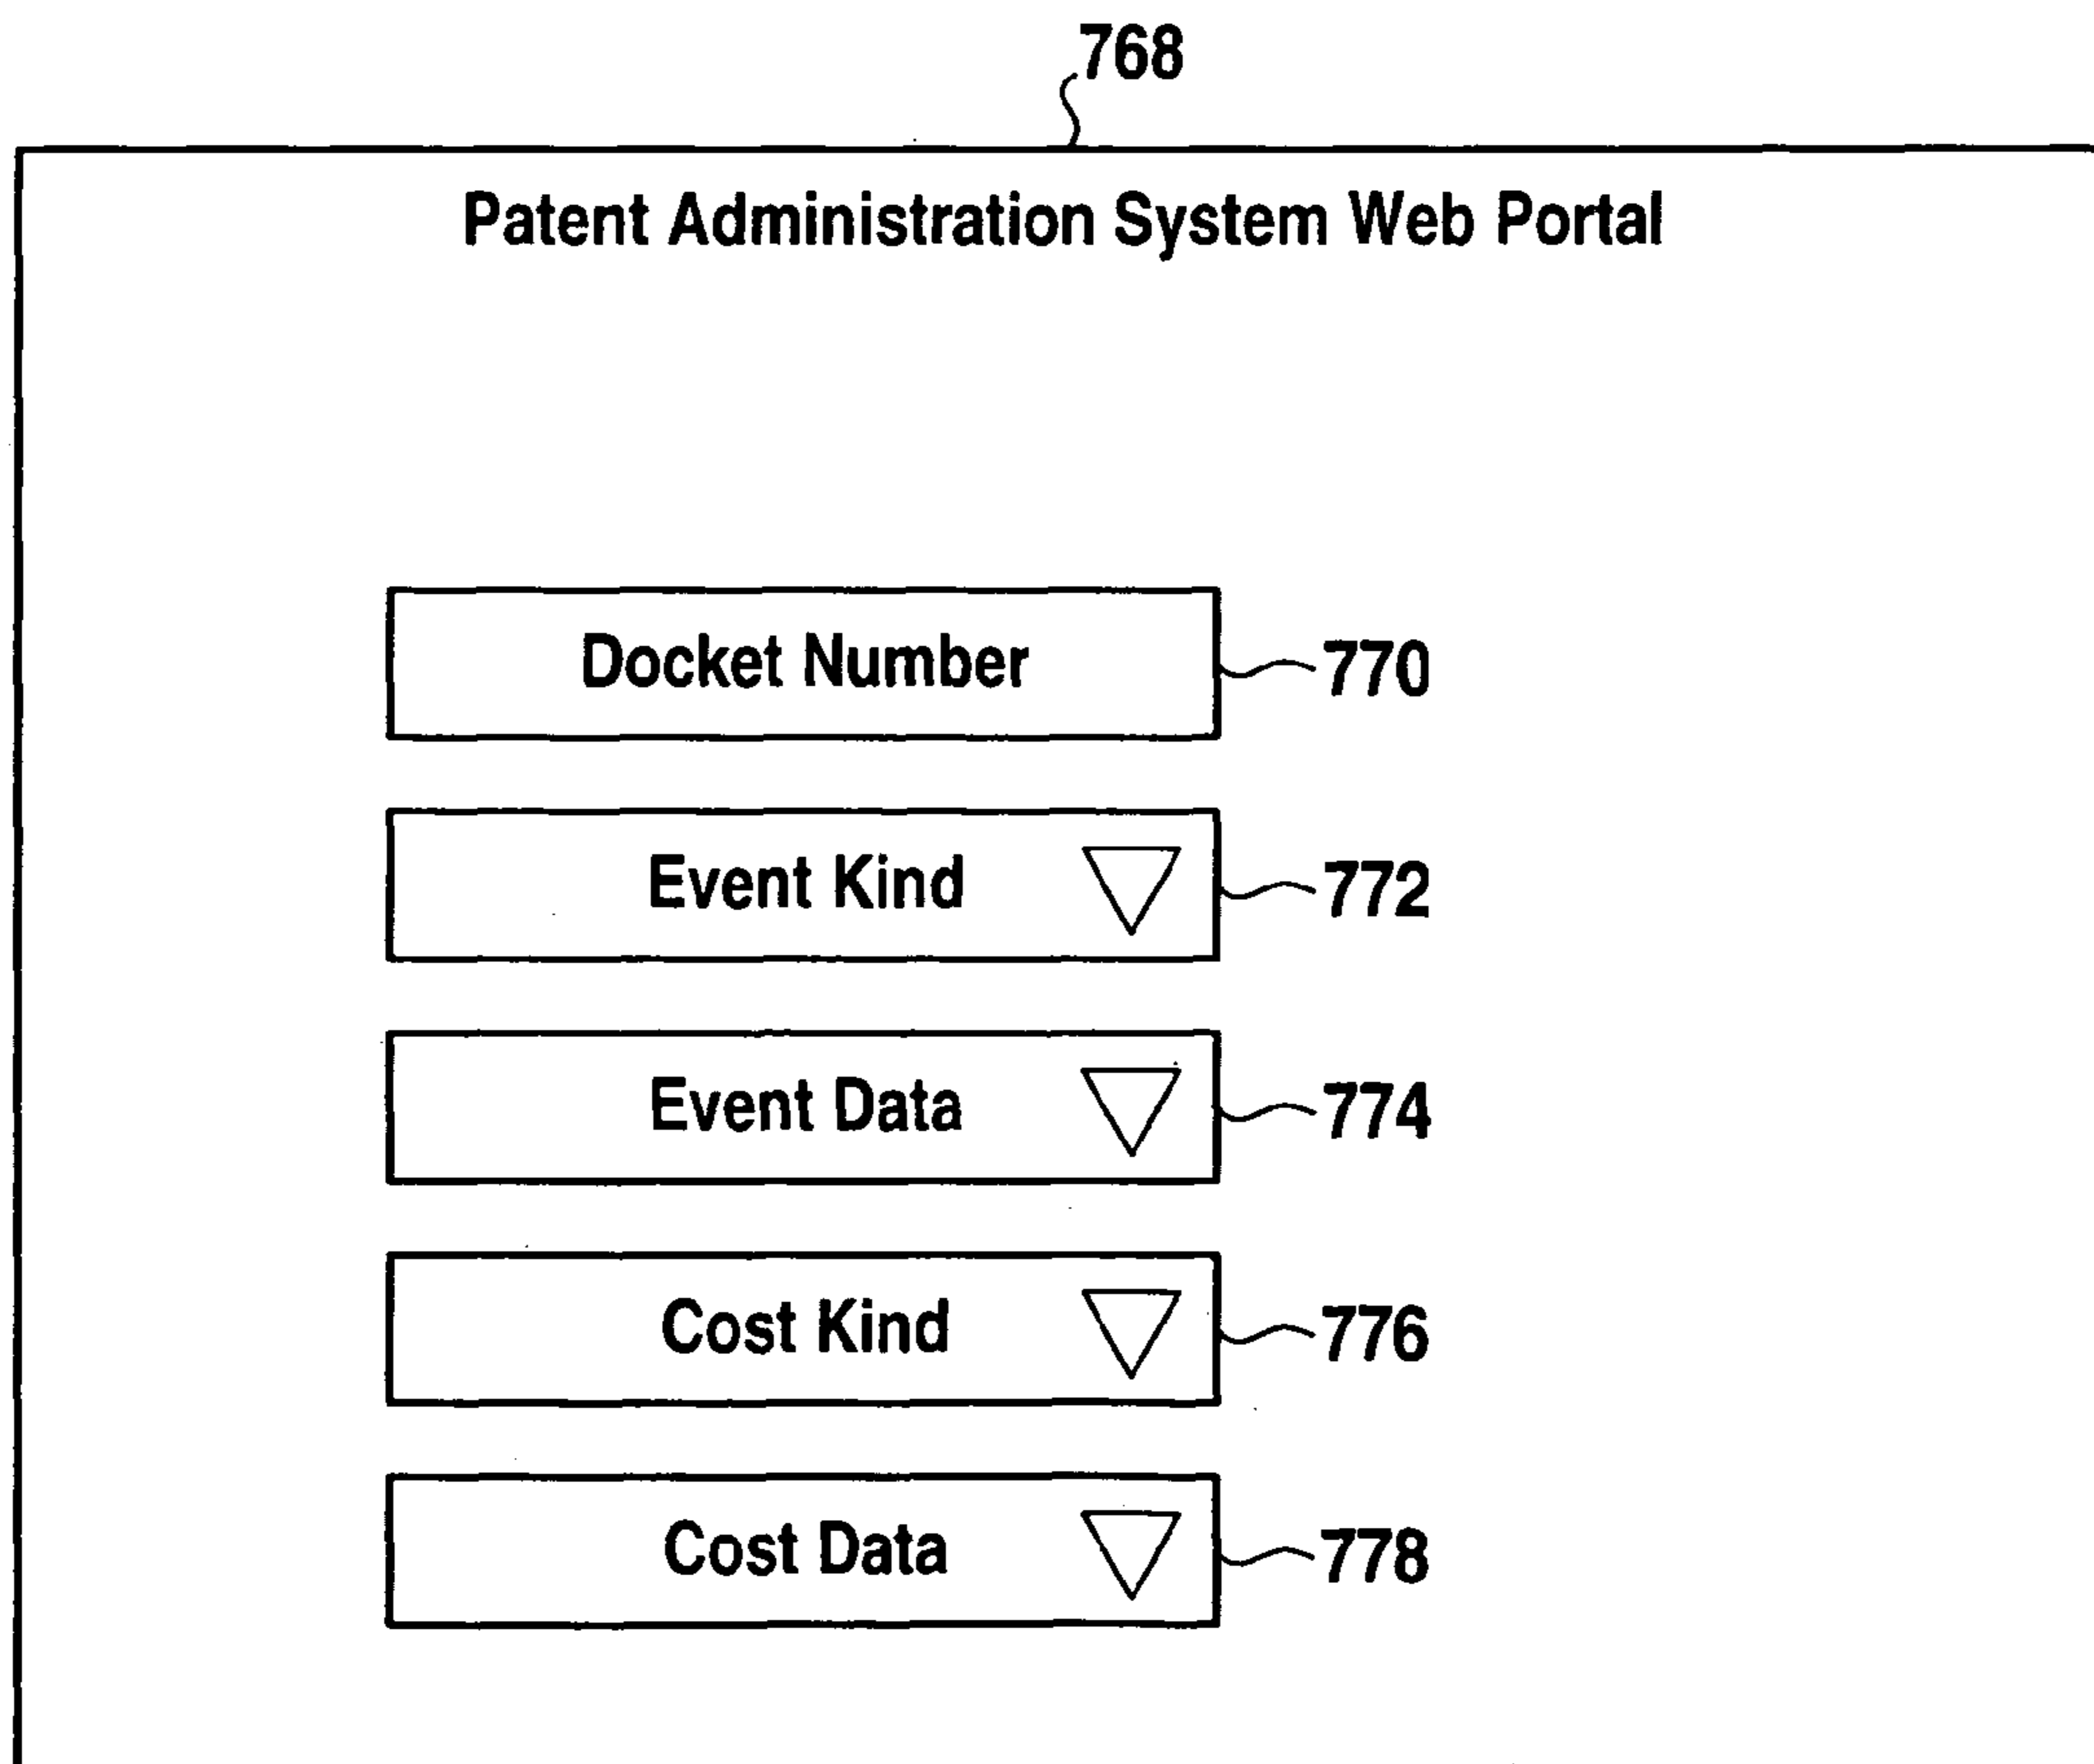 768
Patent Administration System Web Portal
Docket Number 770
Event Kind 772
Event Data 774
Cost Kind 776
Cost Data 778